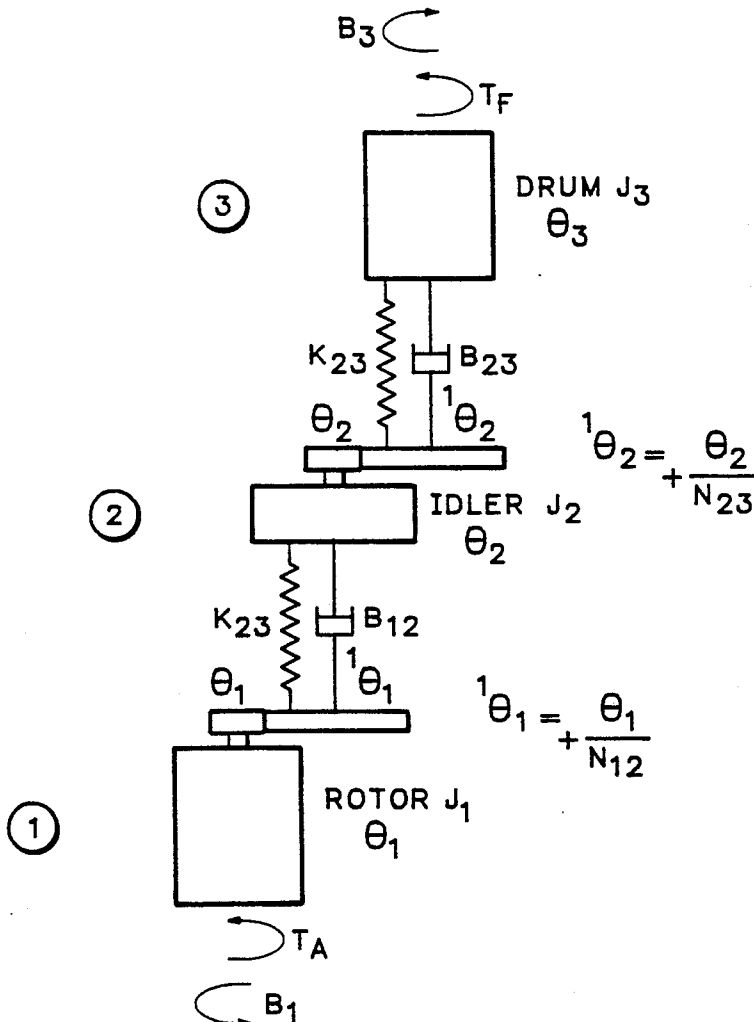 B3
TF
3
DRUM J3
θ3
K23
B23
θ2
1θ2
1θ2 = + θ2/N23
2
IDLER J2
θ2
K23
B12
θ1
1θ1
1θ1 = + θ1/N12
1
ROTOR J1
θ1
TA
B1